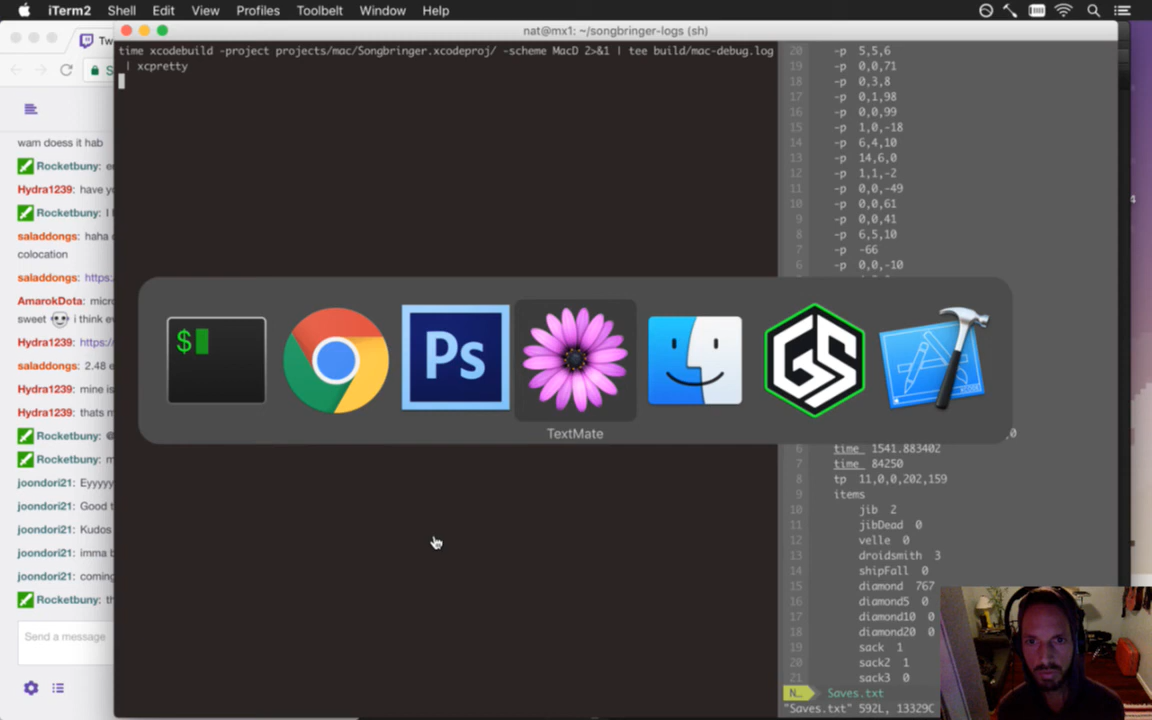 iTerm2 Shell Edit View Profiles Toolbelt Window Help
nat@mx1: ~/songbringer-logs (sh)
Tw
time xcodebuild -project projects/mac/Songbringer.xcodeproj/ -scheme MacD 2>&1 | tee build/mac-debug.log
| xcpretty
20 -p 5,5,6
19 -p 0,0,71
18 -p 0,3,8
17 -p 0,1,98
16 -p 0,0,99
15 -p 1,0,-18
14 -p 6,4,10
13 -p 14,6,0
12 -p 1,1,-2
11 -p 0,0,-49
10 -p 0,0,61
9 -p 0,0,41
8 -p 6,5,10
7 -p -66
6 -p 0,0,-10
wam doess it hab
Rocketbuny:
Hydra1239: have
Rocketbuny: I
saladdongs: haha
colocation
saladdongs: https:
AmarokDota: micr
sweet i think
Hydra1239: https:/
saladdongs: 2.48
Hydra1239: mine is
Hydra1239: thats
Rocketbuny:
Rocketbuny:
joondori21: Eyyyyy
joondori21: Good
joondori21: Kudos
joondori21: imma
joondori21: coming
Rocketbuny:
Send a message
$
Ps
GS
TextMate
6 time_ 1541.883402
7 time_ 84250
8 tp 11,0,0,202,159
9 items
10 jib 2
11 jibDead 0
12 velle 0
13 droidsmith 3
14 shipFall 0
15 diamond 767
16 diamond5 0
17 diamond10 0
18 diamond20 0
19 sack 1
20 sack2 1
21 sack3 0
N… Saves.txt
"Saves.txt" 592L, 13329C